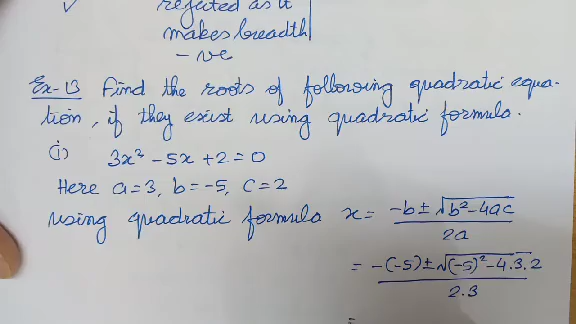 ✓ rejected as it
makes breadth
- ve
Ex-13 Find the roots of following quadratic equa-
tion, if they exist using quadratic formula.
(i) 3x² - 5x + 2 = 0
Here a = 3, b = -5, c = 2
using quadratic formula x = -b ± √b² - 4ac / 2a
= -(-5) ± √(-5)² - 4.3.2 / 2.3
=